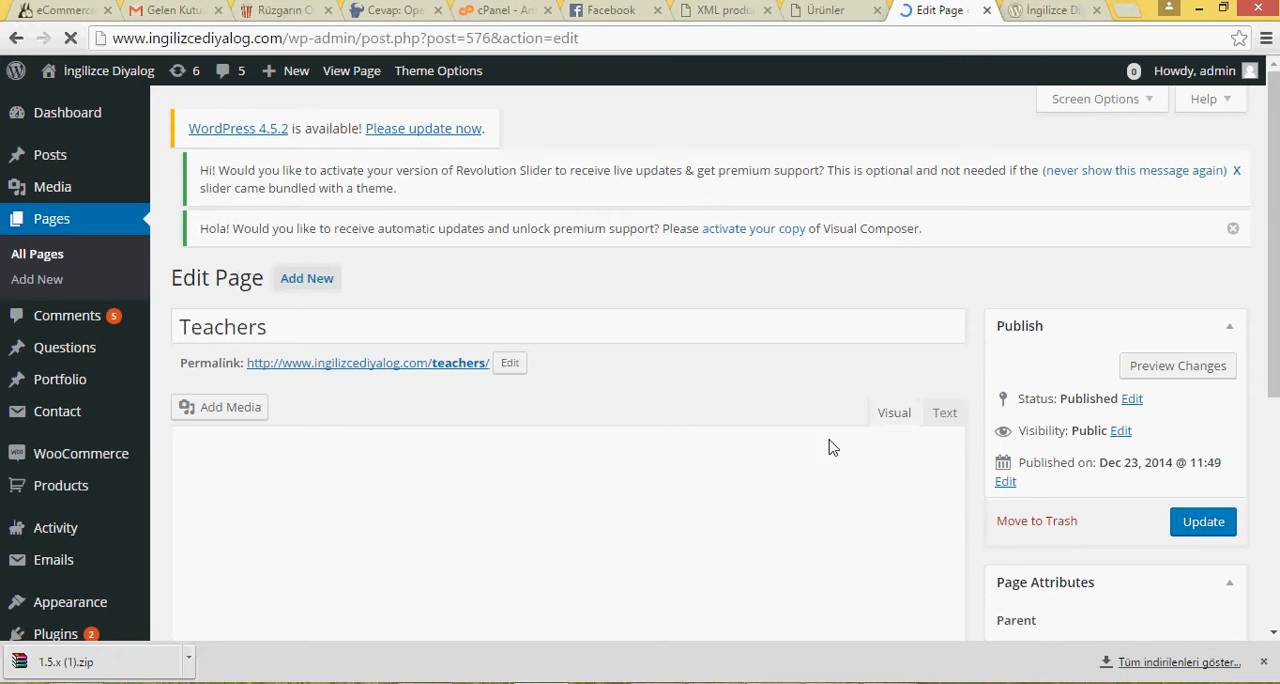 eCommerce
Gelen Kutu
Rüzgarın O
Cevap: Ope
cPanel - An
Facebook
XML produ
Ürünler
Edit Page
İngilizce Di
www.ingilizcediyalog.com/wp-admin/post.php?post=576&action=edit
İngilizce Diyalog
6
5
New
View Page
Theme Options
0
Howdy, admin
Dashboard
Posts
Media
Pages
All Pages
Add New
Comments 5
Questions
Portfolio
Contact
WooCommerce
Products
Activity
Emails
Appearance
Plugins 2
Screen Options
Help
WordPress 4.5.2 is available! Please update now.
Hi! Would you like to activate your version of Revolution Slider to receive live updates & get premium support? This is optional and not needed if the (never show this message again) X
slider came bundled with a theme.
Hola! Would you like to receive automatic updates and unlock premium support? Please activate your copy of Visual Composer.
Edit Page
Add New
Teachers
Permalink: http://www.ingilizcediyalog.com/teachers/
Edit
Add Media
Visual
Text
Publish
Preview Changes
Status: Published Edit
Visibility: Public Edit
Published on: Dec 23, 2014 @ 11:49
Edit
Move to Trash
Update
Page Attributes
Parent
1.5.x (1).zip
Tüm indirilenleri göster...